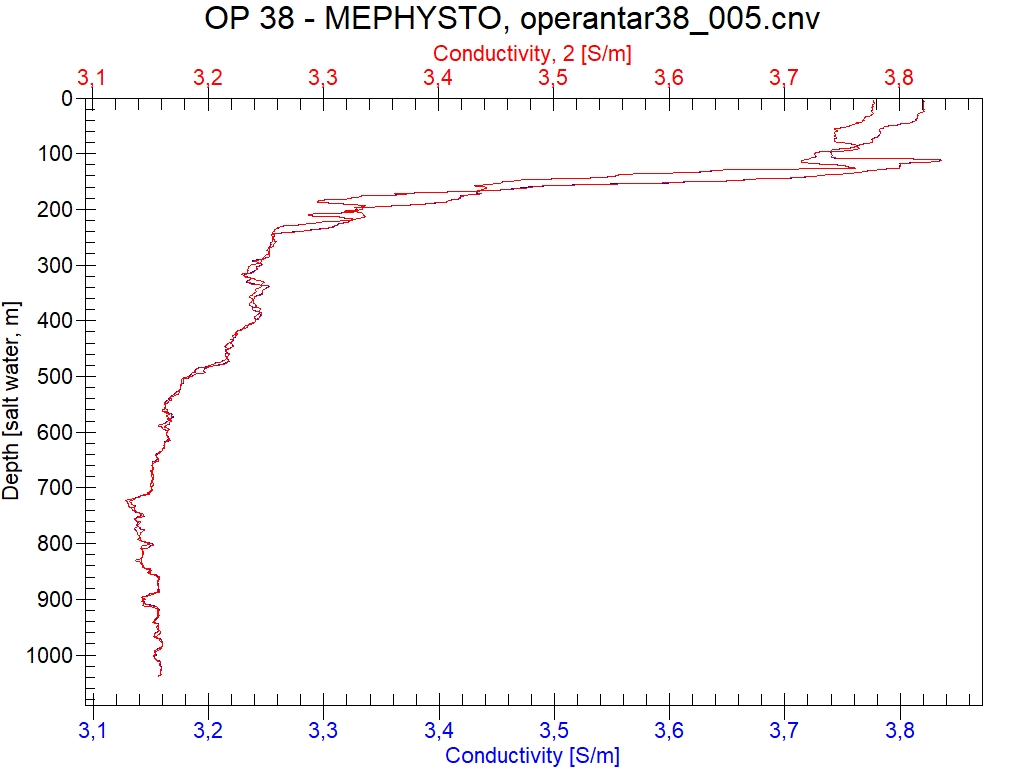 OP 38 - MEPHYSTO, operantar38_005.cnv
Conductivity, 2 [S/m]
3,1 3,2 3,3 3,4 3,5 3,6 3,7 3,8
0
100
200
300
400
500
600
700
800
900
1000
Depth [salt water, m]
3,1 3,2 3,3 3,4 3,5 3,6 3,7 3,8
Conductivity [S/m]